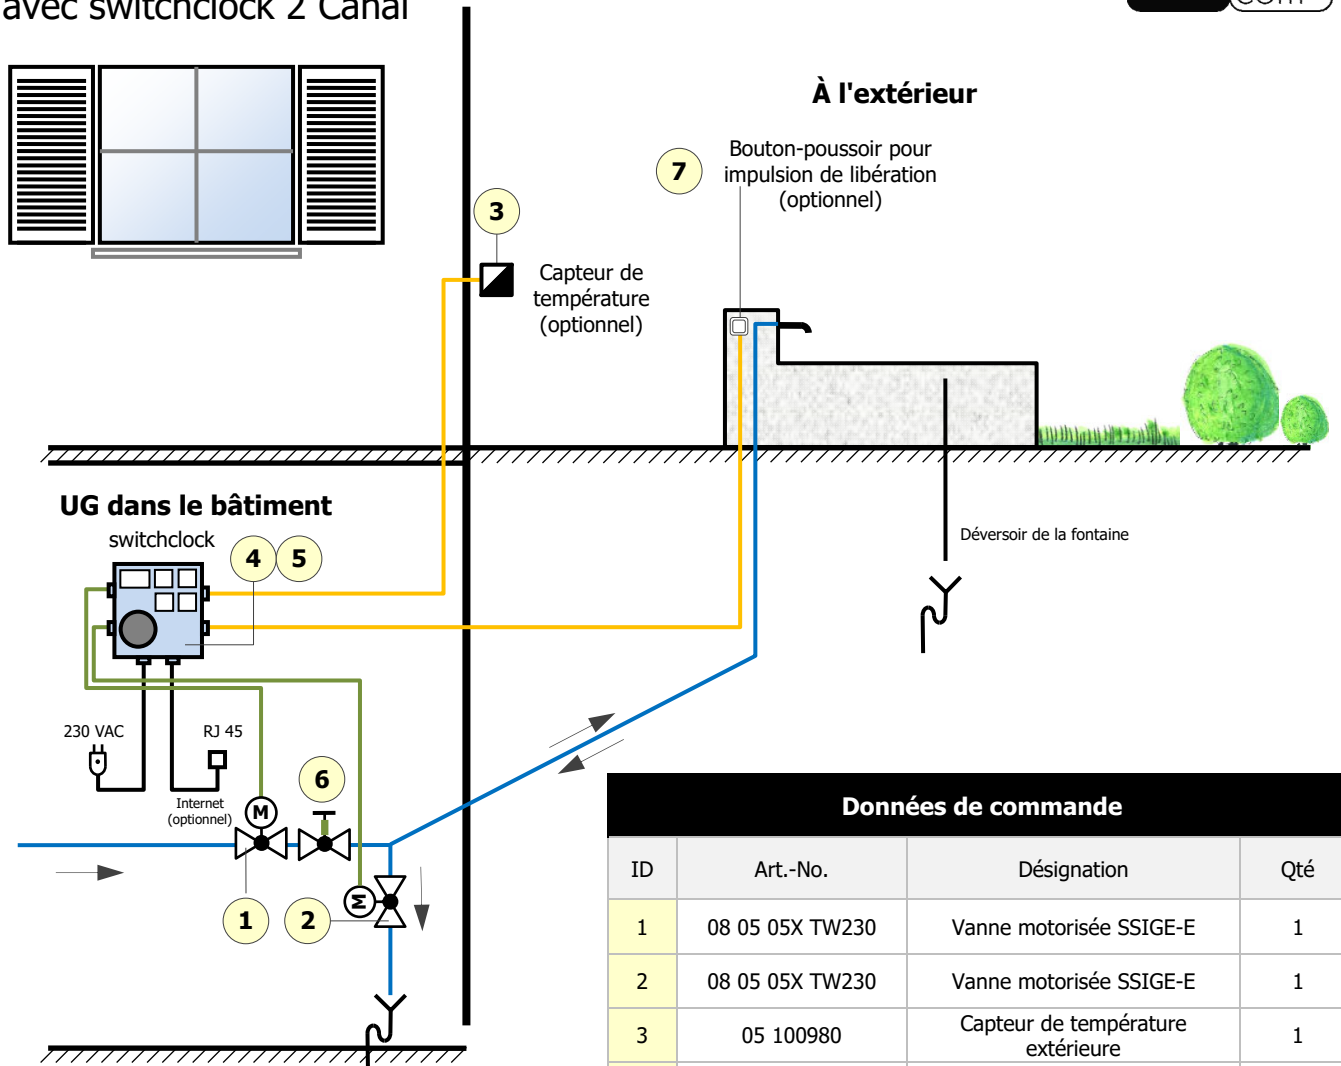 avec switchclock 2 Canal
com
À l'extérieur
7
Bouton-poussoir pour
impulsion de libération
(optionnel)
3
Capteur de
température
(optionnel)
UG dans le bâtiment
switchclock
4
5
Déversoir de la fontaine
230 VAC
RJ 45
Internet
(optionnel)
6
M
M
1
2
Données de commande
ID Art.-No. Désignation Qté
1 08 05 05X TW230 Vanne motorisée SSIGE-E 1
2 08 05 05X TW230 Vanne motorisée SSIGE-E 1
3 05 100980 Capteur de température
extérieure 1